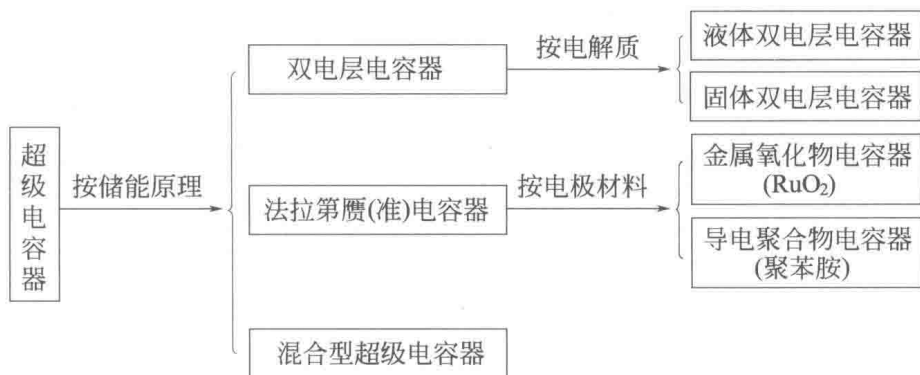 超级电容器
按储能原理
双电层电容器
按电解质
液体双电层电容器
固体双电层电容器
法拉第赝(准)电容器
按电极材料
金属氧化物电容器
(RuO₂)
导电聚合物电容器
(聚苯胺)
混合型超级电容器